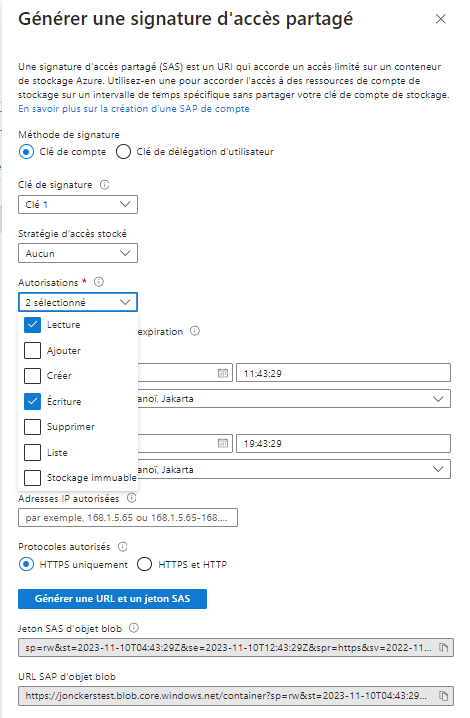 Générer une signature d'accès partagé
Une signature d'accès partagé (SAS) est un URI qui accorde un accès limité sur un conteneur
de stockage Azure. Utilisez-en une pour accorder l'accès à des ressources de compte de
stockage sur un intervalle de temps spécifique sans partager votre clé de compte de stockage.
En savoir plus sur la création d'une SAP de compte
Méthode de signature
Clé de compte Clé de délégation d'utilisateur
Clé de signature
Clé 1
Stratégie d'accès stocké
Aucun
Autorisations *
2 sélectionné
Lecture
expiration
Ajouter
Créer
11:43:29
Écriture
anoï, Jakarta
Supprimer
Liste
19:43:29
Stockage immuable
anoï, Jakarta
Adresses IP autorisées
par exemple, 168.1.5.65 ou 168.1.5.65-168....
Protocoles autorisés
HTTPS uniquement HTTPS et HTTP
Générer une URL et un jeton SAS
Jeton SAS d'objet blob
sp=rw&st=2023-11-10T04:43:29Z&se=2023-11-10T12:43:29Z&spr=https&sv=2022-11...
URL SAP d'objet blob
https://jonckerstest.blob.core.windows.net/container?sp=rw&st=2023-11-10T04:43:29...